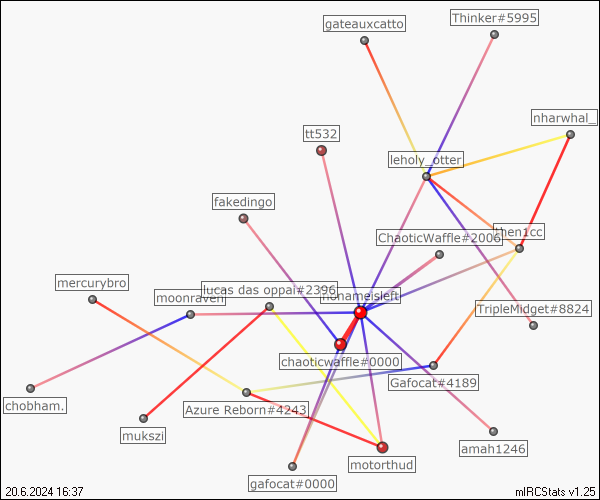 Thinker#5995
gateauxcatto
nharwhal_
tt532
leholy_otter
fakedingo
then1cc
ChaoticWaffle#2006
mercurybro
lucas das oppai#2396
moonraven
nonameisleft
TripleMidget#8824
chaoticwaffle#0000
Gafocat#4189
chobham.
Azure Reborn#4243
mukszi
amah1246
motorthud
gafocat#0000
20.6.2024 16:37
mIRCStats v1.25